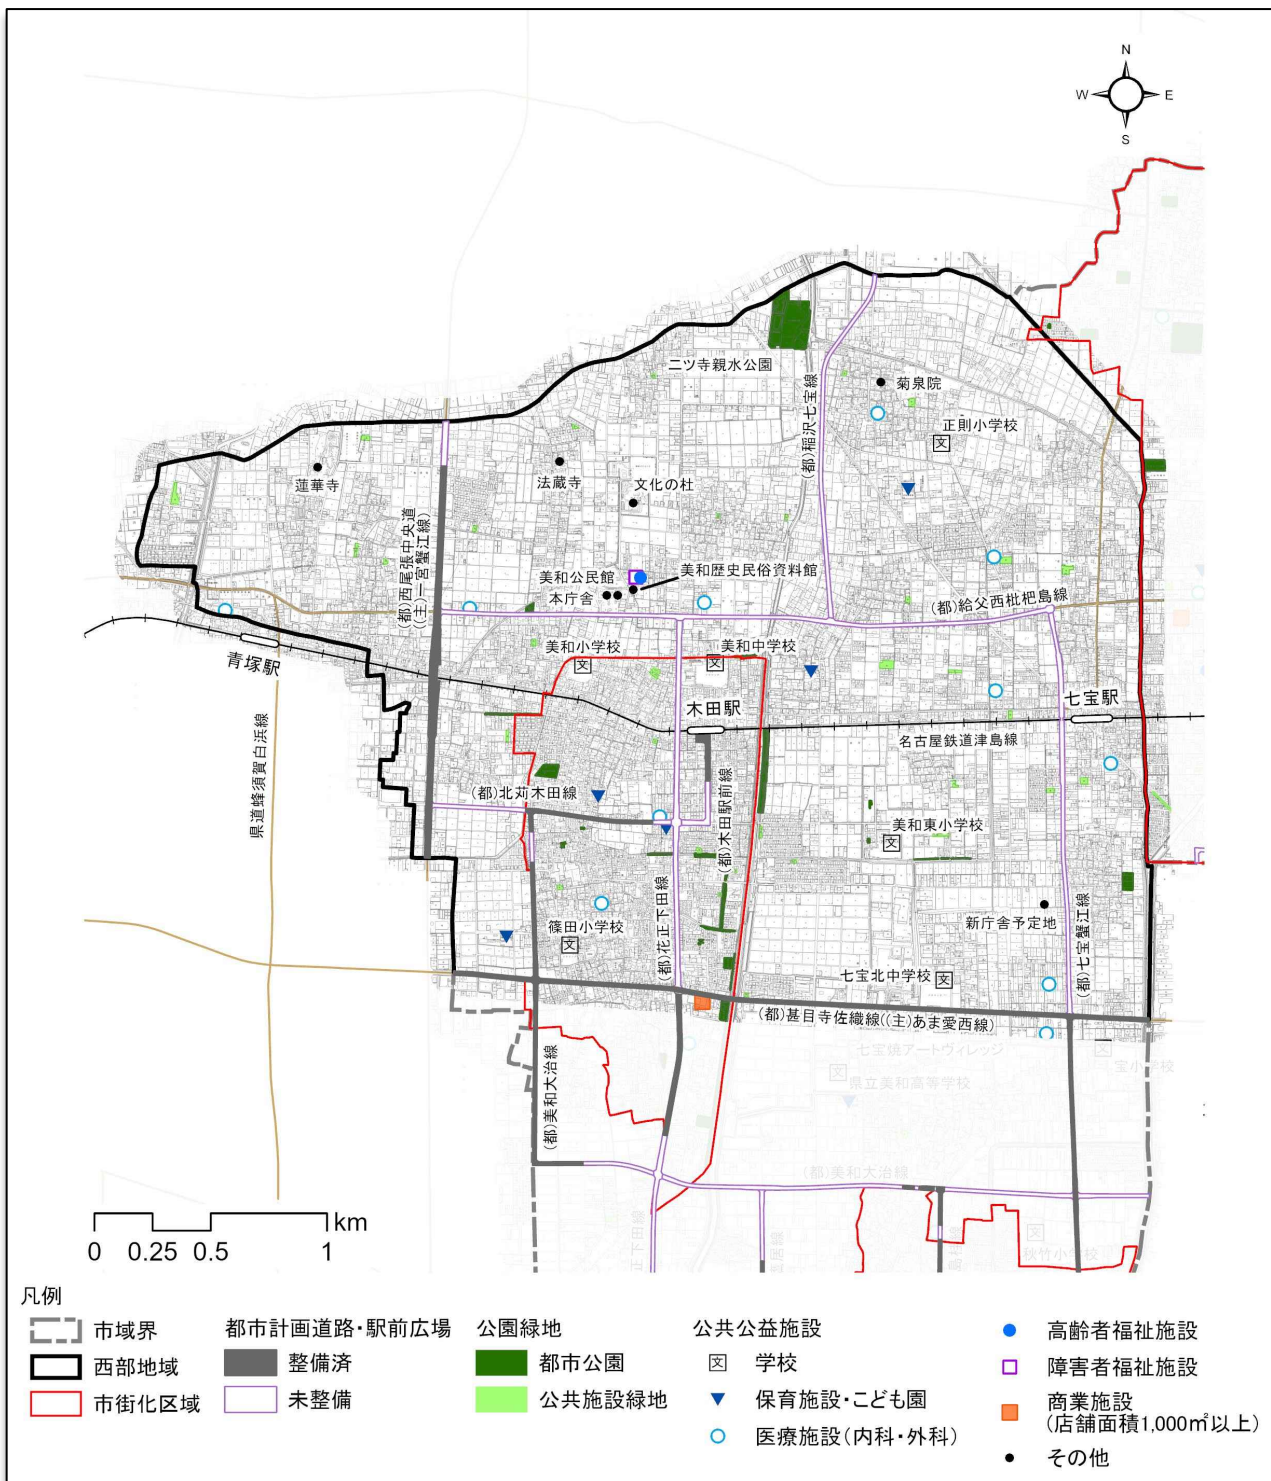 N
W
E
S
二ツ寺親水公園
菊泉院
(都)稲沢七宝線
正則小学校
蓮華寺
法蔵寺
文化の杜
(都)西尾張中央道
((主)一宮蟹江線)
美和公民館
美和歴史民俗資料館
本庁舎
(都)給父西枇杷島線
美和小学校
美和中学校
青塚駅
木田駅
七宝駅
名古屋鉄道津島線
県道蜂須賀白浜線
(都)北苅木田線
(都)木田駅前線
美和東小学校
(都)花正下田線
新庁舎予定地
(都)七宝蟹江線
篠田小学校
七宝北中学校
(都)甚目寺佐織線((主)あま愛西線)
七宝焼アートヴィレッジ
県立美和高等学校
宝小学校
(都)美和大治線
(都)美和大治線
正下田線
秋竹小学校
km
0 0.25 0.5 1
凡例
市域界
西部地域
市街化区域
都市計画道路・駅前広場
整備済
未整備
公園緑地
都市公園
公共施設緑地
公共公益施設
文 学校
保育施設・こども園
医療施設(内科・外科)
高齢者福祉施設
障害者福祉施設
商業施設
(店舗面積1,000㎡以上)
その他